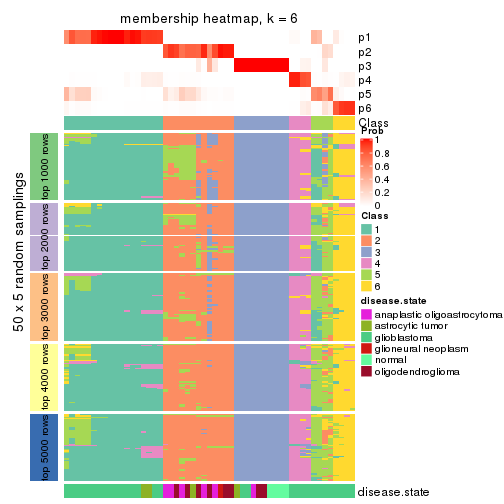 membership heatmap, k = 6
p1
p2
p3
p4
p5
p6
Class
Prob
1
0.8
0.6
0.4
0.2
0
Class
1
2
3
4
5
6
disease.state
anaplastic oligoastrocytoma
astrocytic tumor
glioblastoma
glioneural neoplasm
normal
oligodendroglioma
50 x 5 random samplings
top 1000 rows
top 2000 rows
top 3000 rows
top 4000 rows
top 5000 rows
disease.state